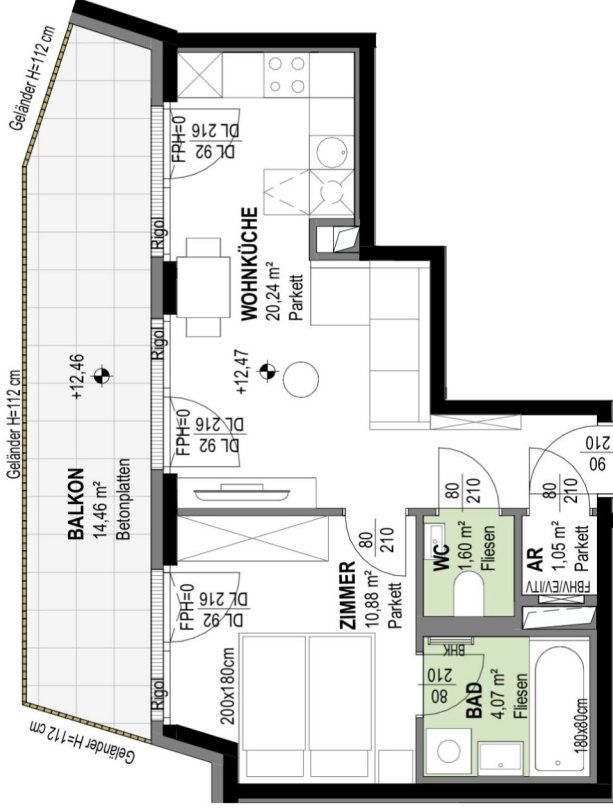 Geländer H=112 cm
Geländer H=112 cm
Geländer H=112 cm
BALKON
14,46 m²
Betonplatten
+12,46
Rigol
Rigol
Rigol
FPH=0
DL 92
DL 216
FPH=0
DL 92
DL 216
FPH=0
DL 92
DL 216
WOHNKÜCHE
20,24 m²
Parkett
+12,47
ZIMMER
10,88 m²
Parkett
200x180cm
80
210
WC
1,60 m²
Fliesen
80
210
AR
1,05 m²
Parkett
80
210
FBHV/EV/ITV
90
210
BAD
4,07 m²
Fliesen
80
210
BHK
180x80cm